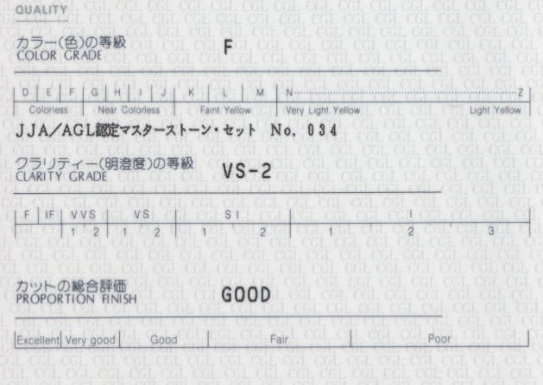 QUALITY
カラー(色)の等級 F
COLOR GRADE
D E F G H I J K L M N Z
Colorless Near Colorless Faint Yellow Very Light Yellow Light Yellow
JJA/AGL認定マスターストーン・セット No. 034
クラリティー(明澄度)の等級 VS-2
CLARITY GRADE
F IF VVS VS SI I
1 2 1 2 1 2 1 2 3
カットの総合評価 GOOD
PROPORTION FINISH
Excellent Very good Good Fair Poor